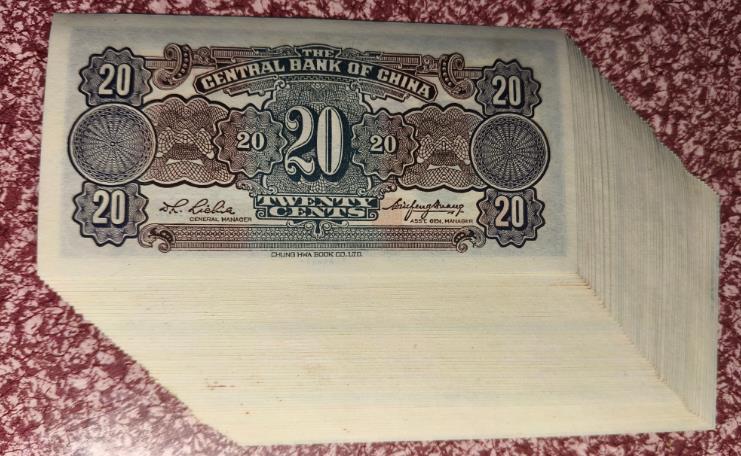 THE
CENTRAL BANK OF CHINA
20 20
20 20 20
20 20
TWENTY
CENTS
GENERAL MANAGER
ASST. GEN. MANAGER
CHUNG HWA BOOK CO. LTD.